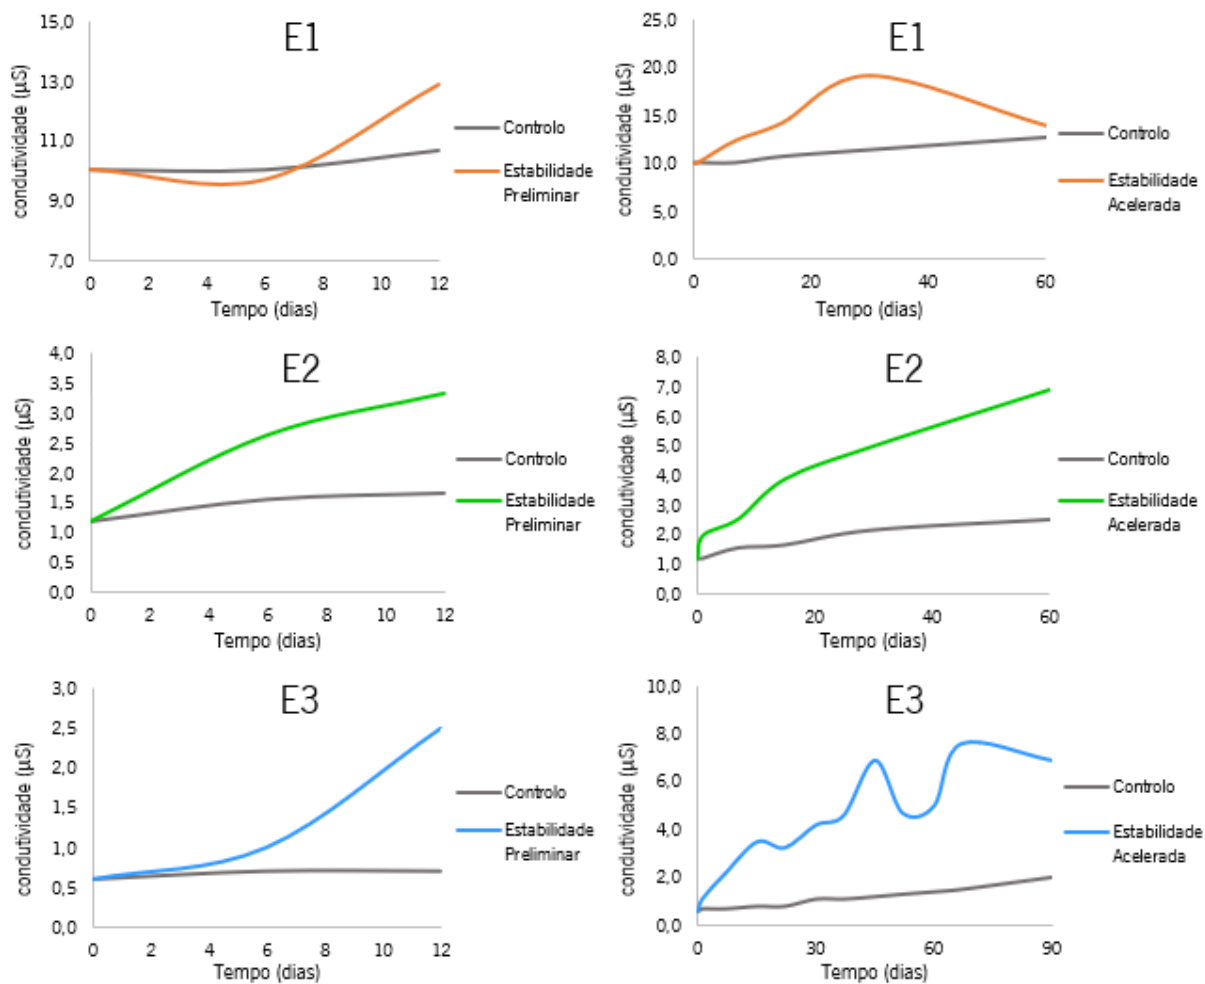 E1
condutividade (µS)
15,0
13,0
11,0
9,0
7,0
0 2 4 6 8 10 12
Tempo (dias)
Controlo
Estabilidade
Preliminar
E1
condutividade (µS)
25,0
20,0
15,0
10,0
5,0
0,0
0 20 40 60
Tempo (dias)
Controlo
Estabilidade
Acelerada
E2
condutividade (µS)
4,0
3,5
3,0
2,5
2,0
1,5
1,0
0,5
0,0
0 2 4 6 8 10 12
Tempo (dias)
Controlo
Estabilidade
Preliminar
E2
condutividade (µS)
8,0
7,0
6,0
5,0
4,0
3,0
2,0
1,0
0,0
0 20 40 60
Tempo (dias)
Controlo
Estabilidade
Acelerada
E3
condutividade (µS)
3,0
2,5
2,0
1,5
1,0
0,5
0,0
0 2 4 6 8 10 12
Tempo (dias)
Controlo
Estabilidade
Preliminar
E3
condutividade (µS)
10,0
8,0
6,0
4,0
2,0
0,0
0 30 60 90
Tempo (dias)
Controlo
Estabilidade
Acelerada